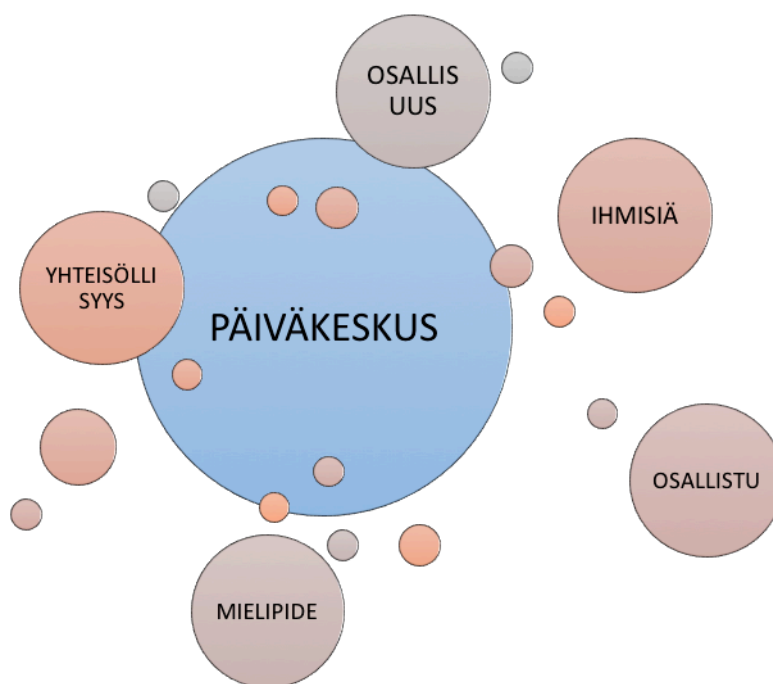 OSALLIS
UUS
IHMISIÄ
YHTEISÖLLI
SYYS
PÄIVÄKESKUS
OSALLISTU
MIELIPIDE